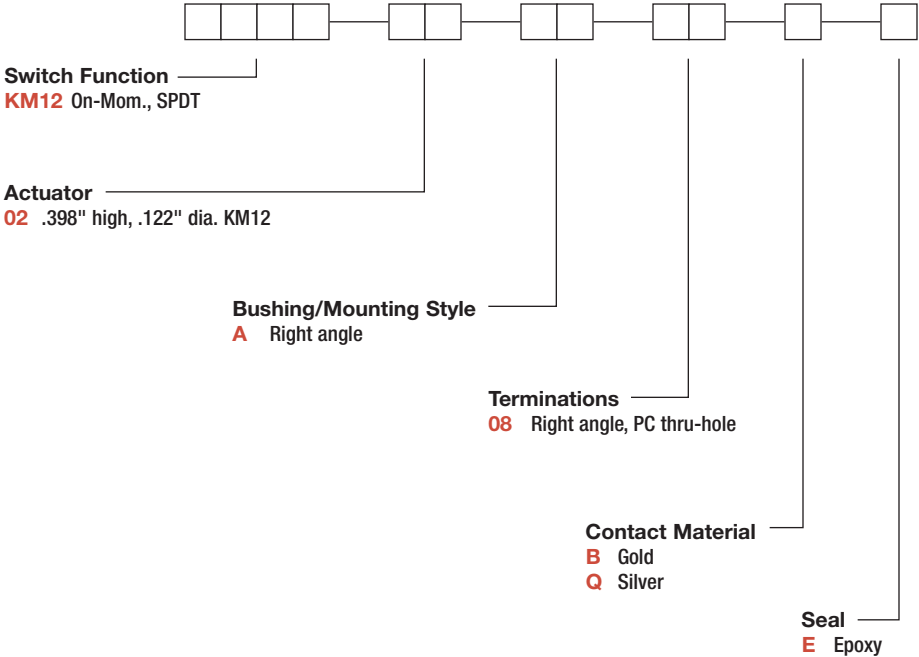 Switch Function
KM12 On-Mom., SPDT
Actuator
02 .398" high, .122" dia. KM12
Bushing/Mounting Style
A Right angle
Terminations
08 Right angle, PC thru-hole
Contact Material
B Gold
Q Silver
Seal
E Epoxy